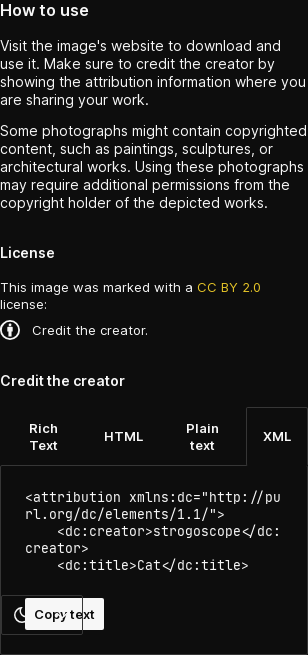 How to use
Visit the image's website to download and
use it. Make sure to credit the creator by
showing the attribution information where you
are sharing your work.
Some photographs might contain copyrighted
content, such as paintings, sculptures, or
architectural works. Using these photographs
may require additional permissions from the
copyright holder of the depicted works.
License
This image was marked with a CC BY 2.0
license:
Credit the creator.
Credit the creator
Rich
Text
HTML
Plain
text
XML
<attribution xmlns:dc="http://pu
rl.org/dc/elements/1.1/">
    <dc:creator>strogoscope</dc:
creator>
    <dc:title>Cat</dc:title>
Copy text